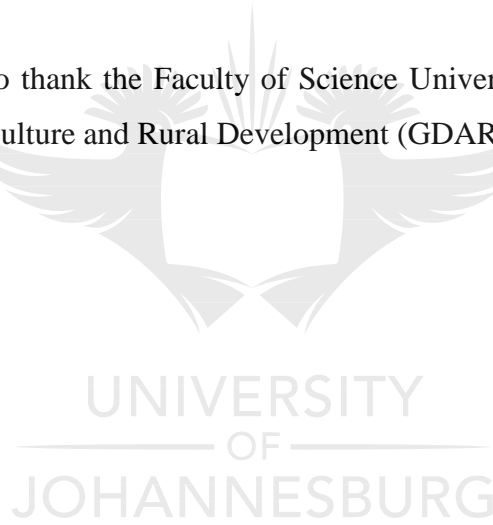 o thank the Faculty of Science Univer
ulture and Rural Development (GDAR
UNIVERSITY
OF
JOHANNESBURG